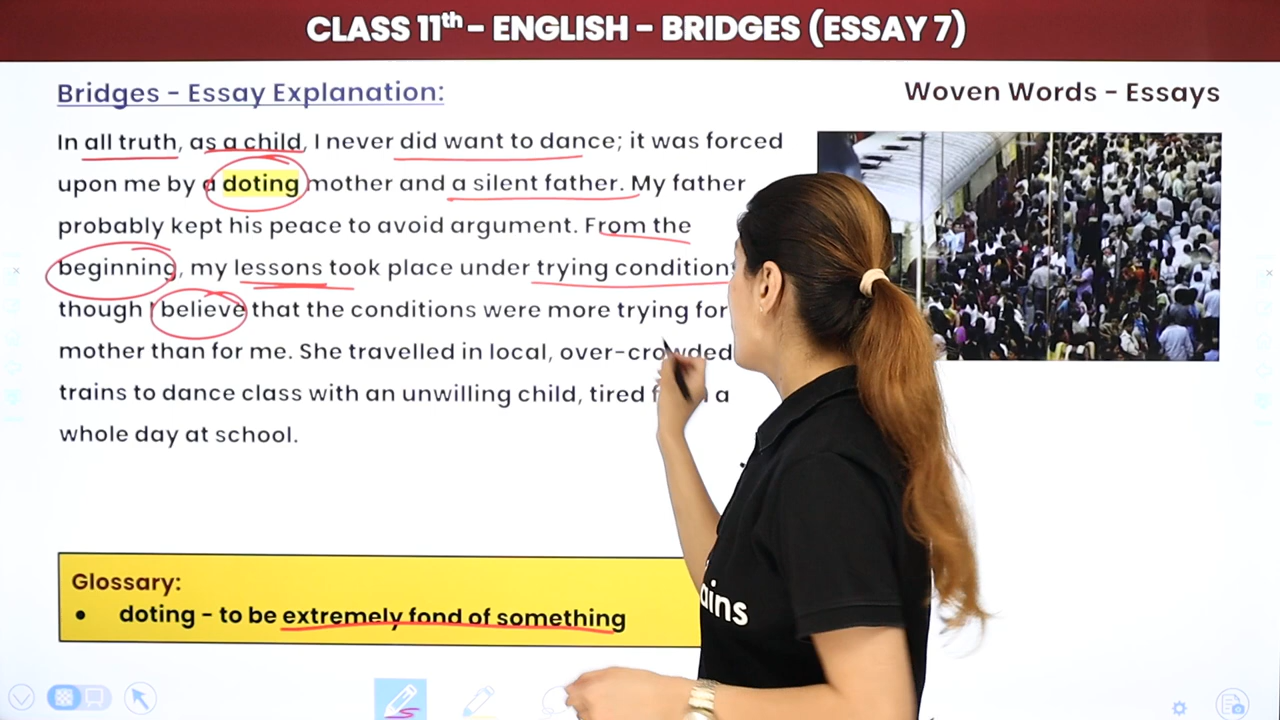 CLASS 11th - ENGLISH - BRIDGES (ESSAY 7)
Bridges - Essay Explanation:
Woven Words - Essays
In all truth, as a child, I never did want to dance; it was forced
upon me by a doting mother and a silent father. My father
probably kept his peace to avoid argument. From the
beginning, my lessons took place under trying condition
though I believe that the conditions were more trying for
mother than for me. She travelled in local, over-crowded
trains to dance class with an unwilling child, tired a
whole day at school.
Glossary:
• doting - to be extremely fond of something
ains